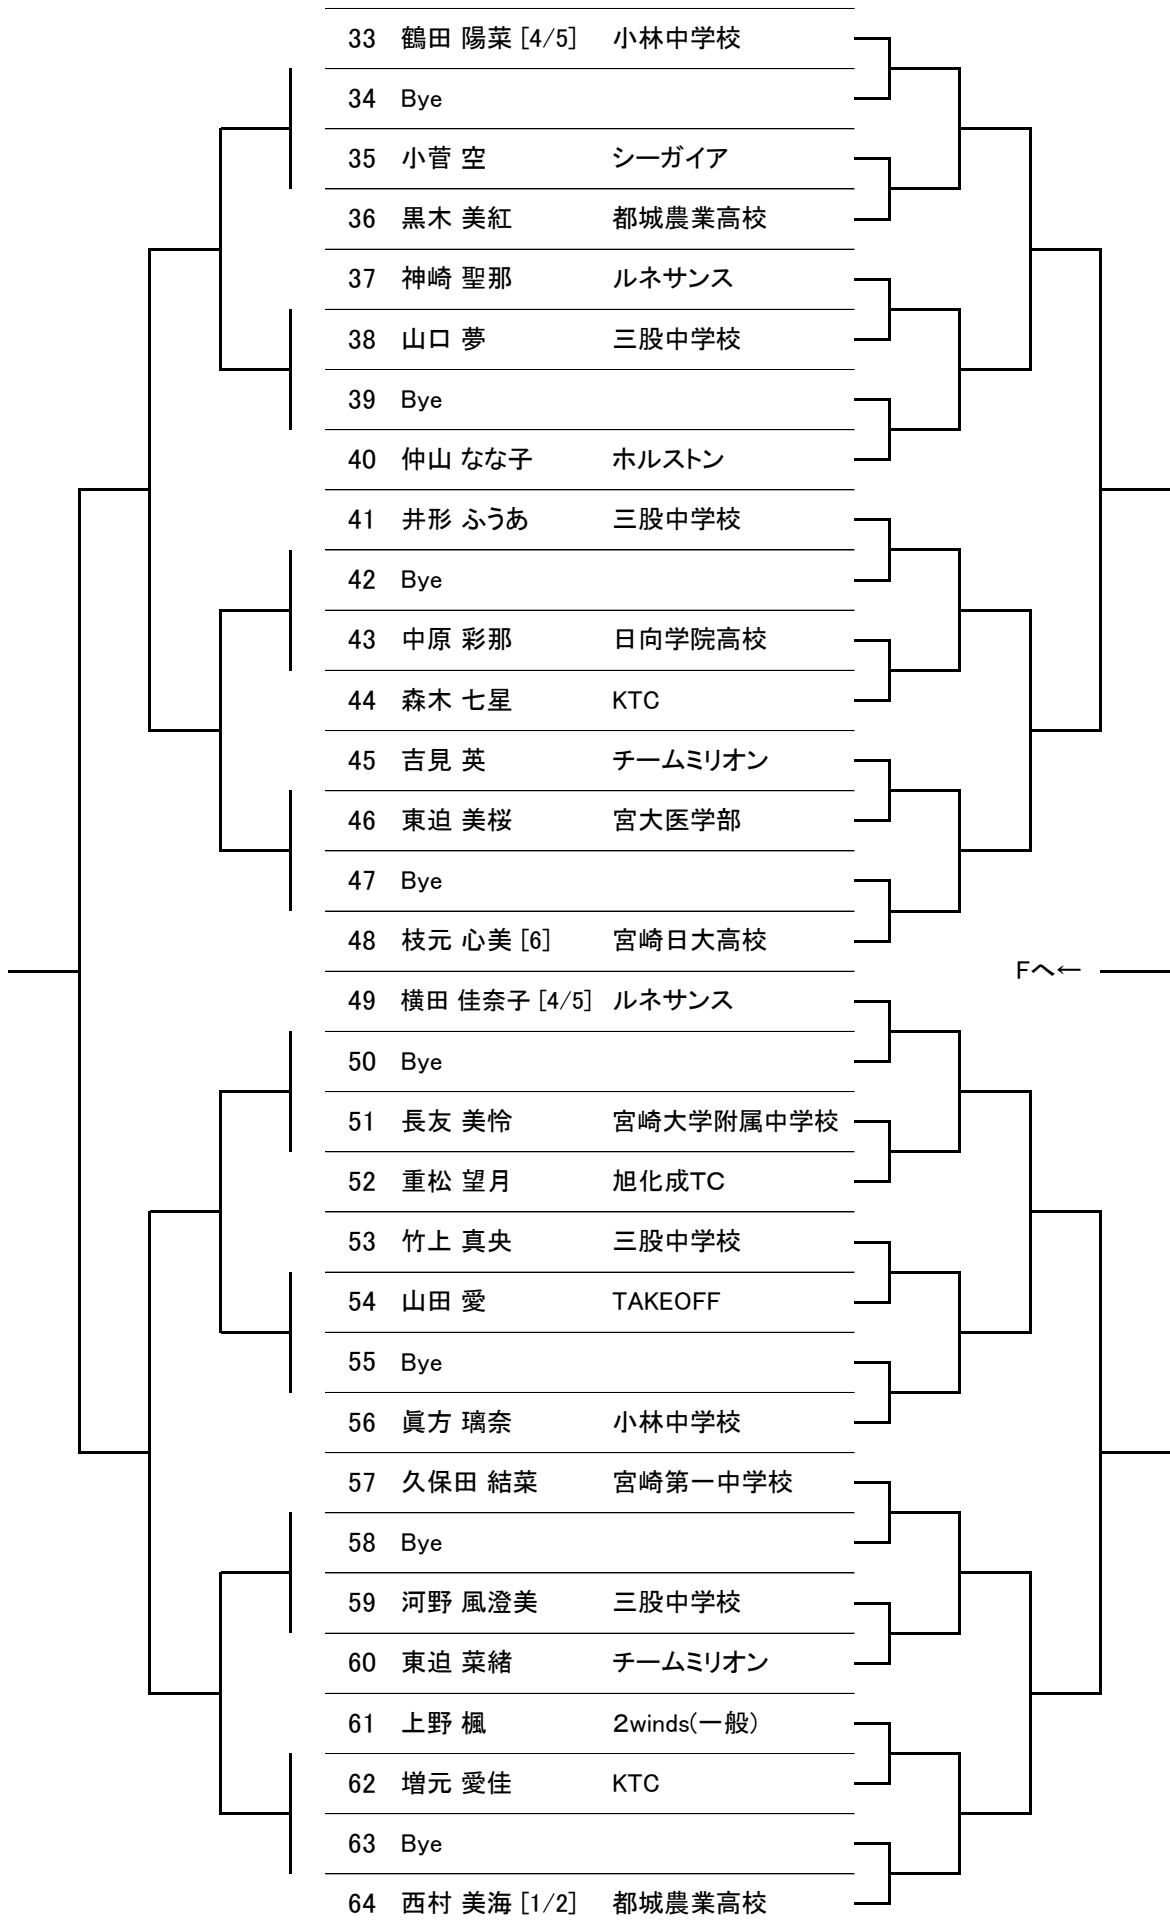 33 鶴田 陽菜 [4/5] 小林中学校
34 Bye
35 小菅 空 シーガイア
36 黒木 美紅 都城農業高校
37 神崎 聖那 ルネサンス
38 山口 夢 三股中学校
39 Bye
40 仲山 なな子 ホルストン
41 井形 ふうあ 三股中学校
42 Bye
43 中原 彩那 日向学院高校
44 森木 七星 KTC
45 吉見 英 チームミリオン
46 東迫 美桜 宮大医学部
47 Bye
48 枝元 心美 [6] 宮崎日大高校
Fへ←
49 横田 佳奈子 [4/5] ルネサンス
50 Bye
51 長友 美怜 宮崎大学附属中学校
52 重松 望月 旭化成TC
53 竹上 真央 三股中学校
54 山田 愛 TAKEOFF
55 Bye
56 眞方 璃奈 小林中学校
57 久保田 結菜 宮崎第一中学校
58 Bye
59 河野 風澄美 三股中学校
60 東迫 菜緒 チームミリオン
61 上野 楓 2winds(一般)
62 増元 愛佳 KTC
63 Bye
64 西村 美海 [1/2] 都城農業高校